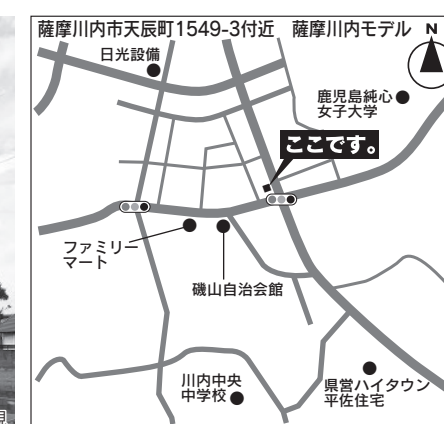 薩摩川内市天辰町1549-3付近　薩摩川内モデル
N
日光設備
鹿児島純心
女子大学
ここです。
ファミリー
マート
磯山自治会館
川内中央
中学校
県営ハイタウン
平佐住宅